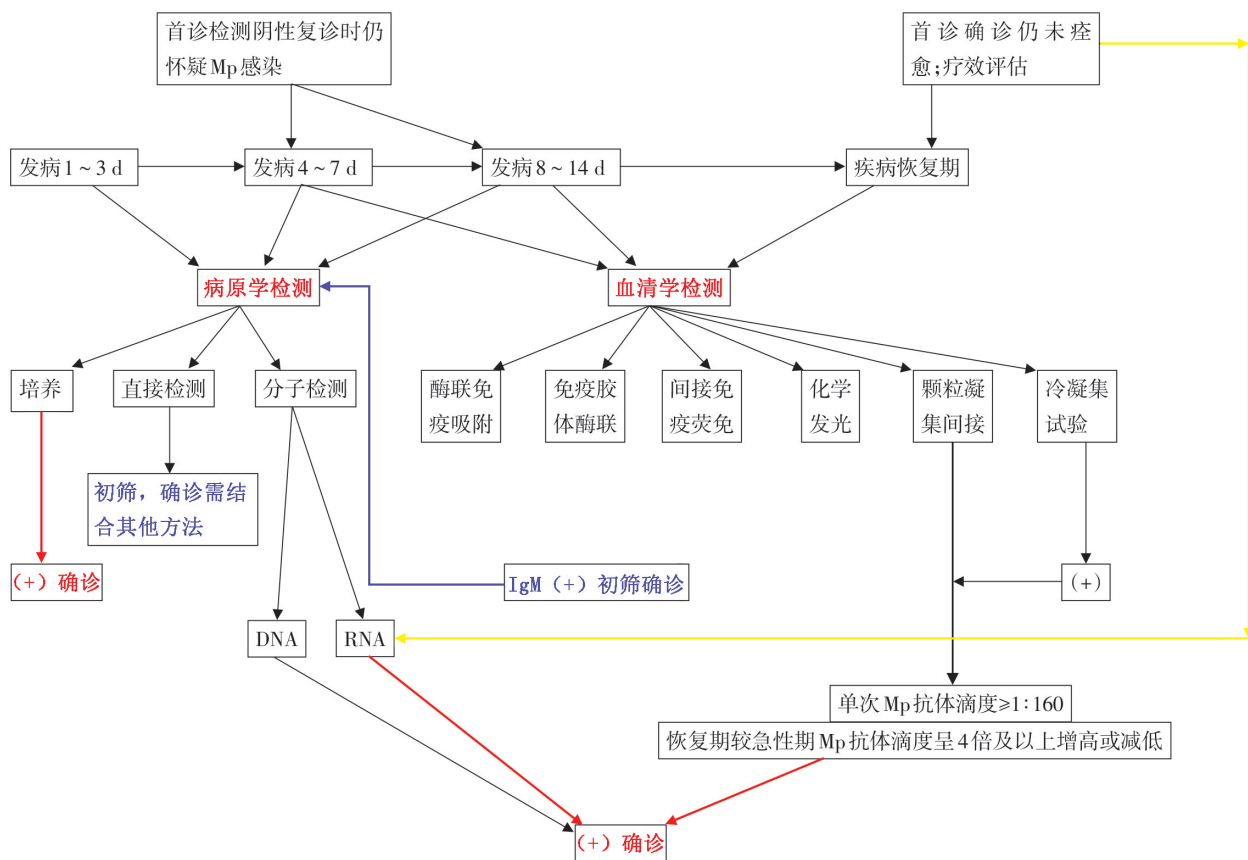 首诊检测阴性复诊时仍
怀疑Mp感染
首诊确诊仍未痊
愈;疗效评估
发病1~3 d
发病4~7 d
发病8~14 d
疾病恢复期
病原学检测
血清学检测
培养
直接检测
分子检测
酶联免
疫吸附
免疫胶
体酶联
间接免
疫荧免
化学
发光
颗粒凝
集间接
冷凝集
试验
初筛，确诊需结
合其他方法
(+)确诊
IgM(+)初筛确诊
(+)
DNA
RNA
单次Mp抗体滴度≥1∶160
恢复期较急性期Mp抗体滴度呈4倍及以上增高或减低
(+)确诊